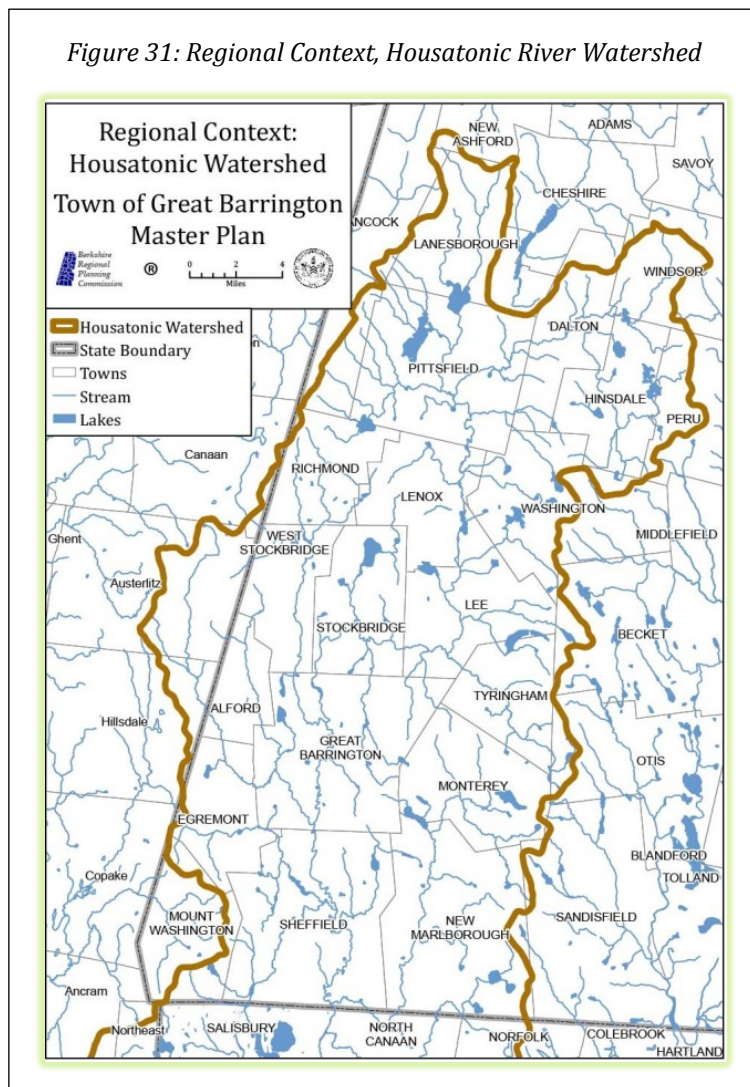 Figure 31: Regional Context, Housatonic River Watershed
Regional Context:
Housatonic Watershed
Town of Great Barrington
Master Plan
Berkshire
Regional
Planning
Commission
®
0 2 4
Miles
Housatonic Watershed
State Boundary
Towns
Stream
Lakes
NEW
ASHFORD
ADAMS
SAVOY
CHESHIRE
ANCOCK
LANESBOROUGH
WINDSOR
DALTON
PITTSFIELD
HINSDALE
PERU
on
Canaan
RICHMOND
LENOX
WASHINGTON
MIDDLEFIELD
Ghent
WEST
STOCKBRIDGE
Austerlitz
LEE
STOCKBRIDGE
BECKET
TYRINGHAM
ALFORD
Hillsdale
GREAT
BARRINGTON
OTIS
MONTEREY
EGREMONT
BLANDFORD
Copake
TOLLAND
MOUNT
WASHINGTON
SHEFFIELD
NEW
MARLBOROUGH
SANDISFIELD
Ancram
Northeast
SALISBURY
NORTH
CANAAN
NORFOLK
COLEBROOK
HARTLAND